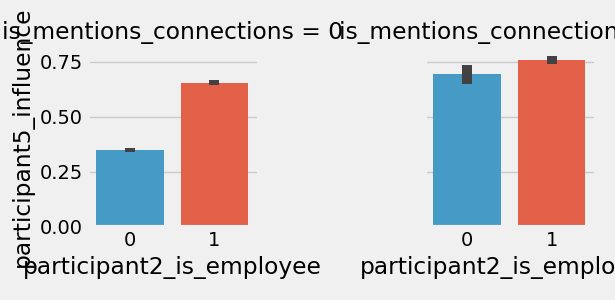 is_mentions_connections = 0
is_mentions_connection
participant5_influence
0.75
0.50
0.25
0.00
0 1
0 1
participant2_is_employee
participant2_is_emplo